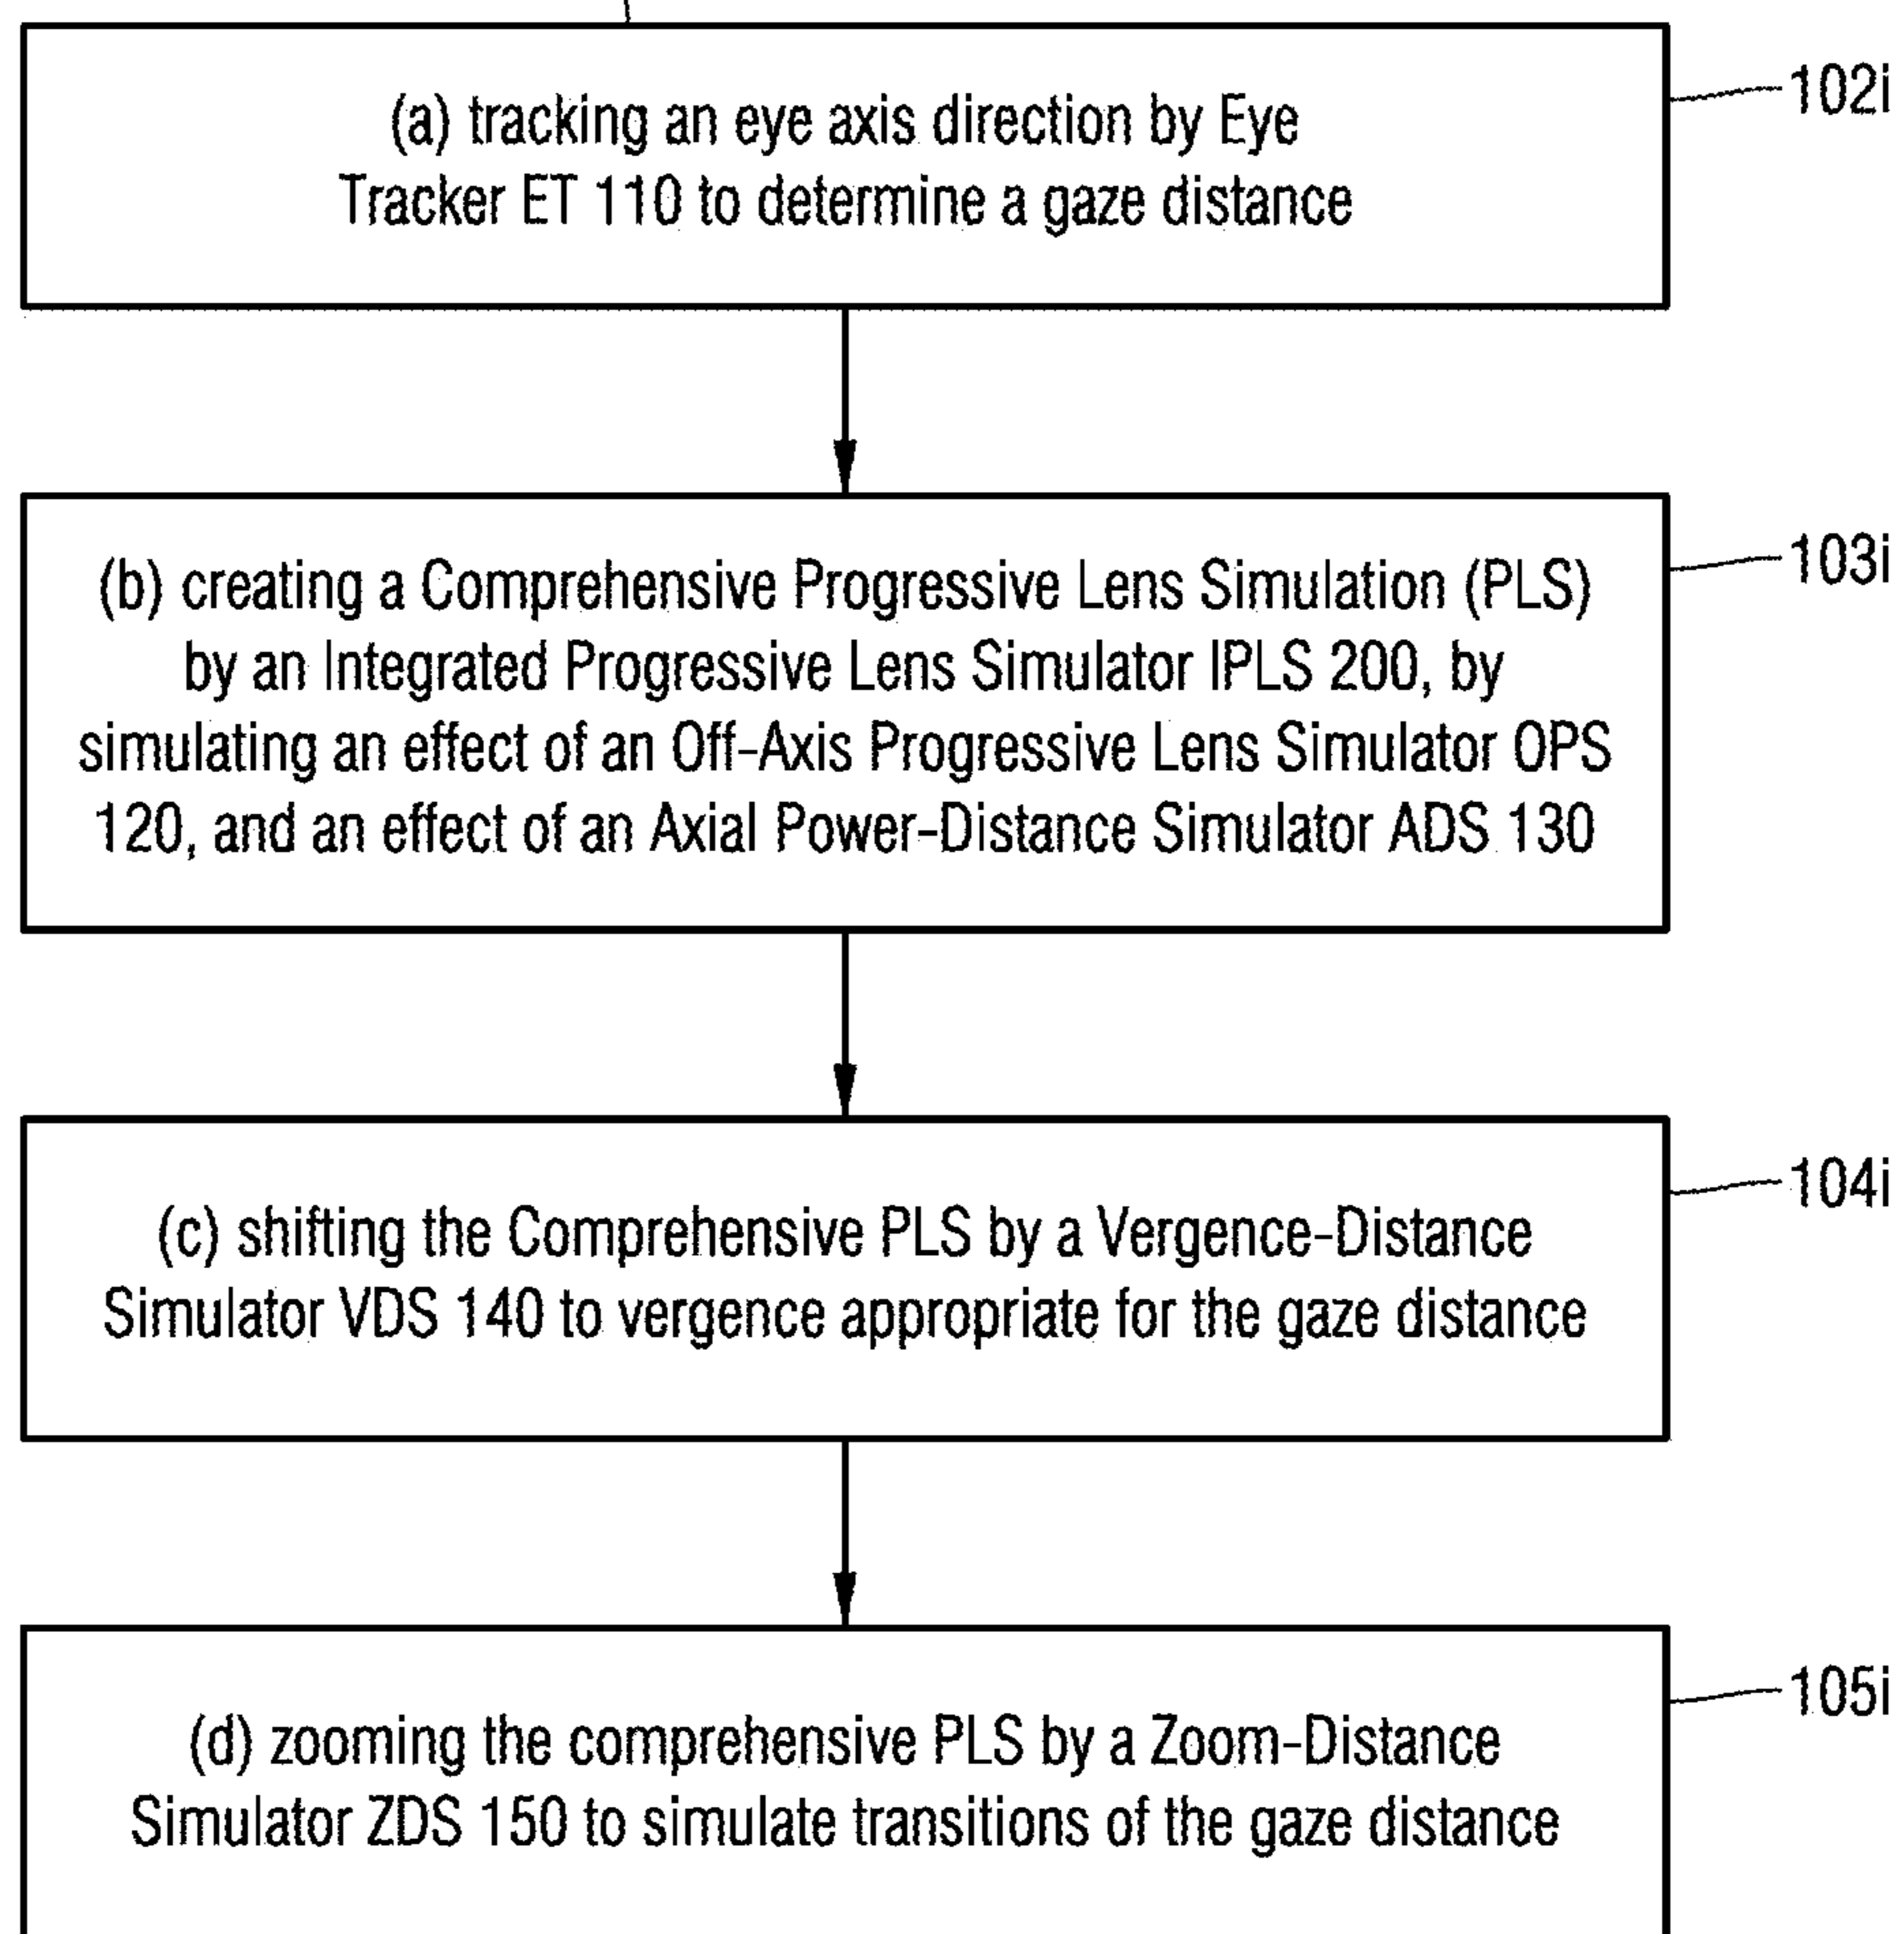 (a) tracking an eye axis direction by Eye
Tracker ET 110 to determine a gaze distance
102i
(b) creating a Comprehensive Progressive Lens Simulation (PLS)
by an Integrated Progressive Lens Simulator IPLS 200, by
simulating an effect of an Off-Axis Progressive Lens Simulator OPS
120, and an effect of an Axial Power-Distance Simulator ADS 130
103i
(c) shifting the Comprehensive PLS by a Vergence-Distance
Simulator VDS 140 to vergence appropriate for the gaze distance
104i
(d) zooming the comprehensive PLS by a Zoom-Distance
Simulator ZDS 150 to simulate transitions of the gaze distance
105i